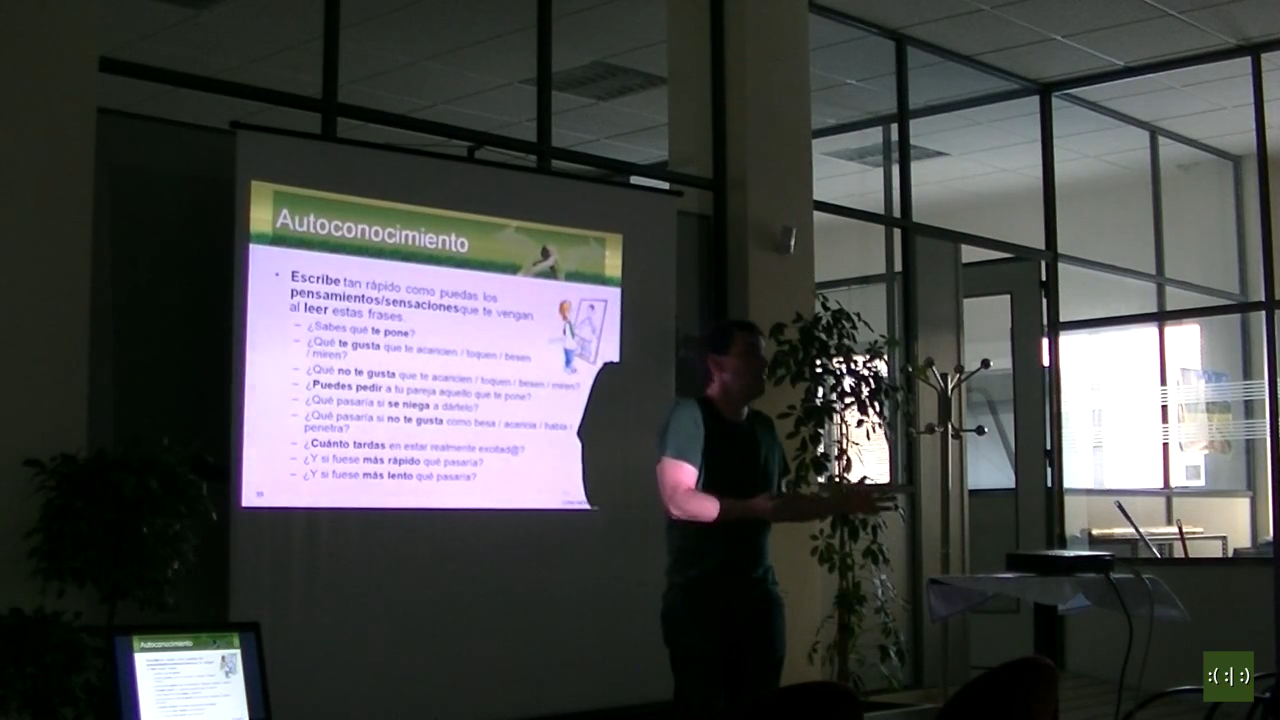 Autoconocimiento
• Escribe tan rápido como puedas los
pensamientos/sensaciones que te vengan
al leer estas frases.
– ¿Sabes qué te pone?
– ¿Qué te gusta que te acaricien / toquen / besen
/ miren?
– ¿Qué no te gusta que te acaricien / toquen / besen / miren?
– ¿Puedes pedir a tu pareja aquello que te pone?
– ¿Qué pasaría si se niega a dártelo?
– ¿Qué pasaría si no te gusta como besa / acaricia / habla /
penetra?
– ¿Cuánto tardas en estar realmente excitad@?
– ¿Y si fuese más rápido qué pasaría?
– ¿Y si fuese más lento qué pasaría?
Autoconocimiento
:( :| :)